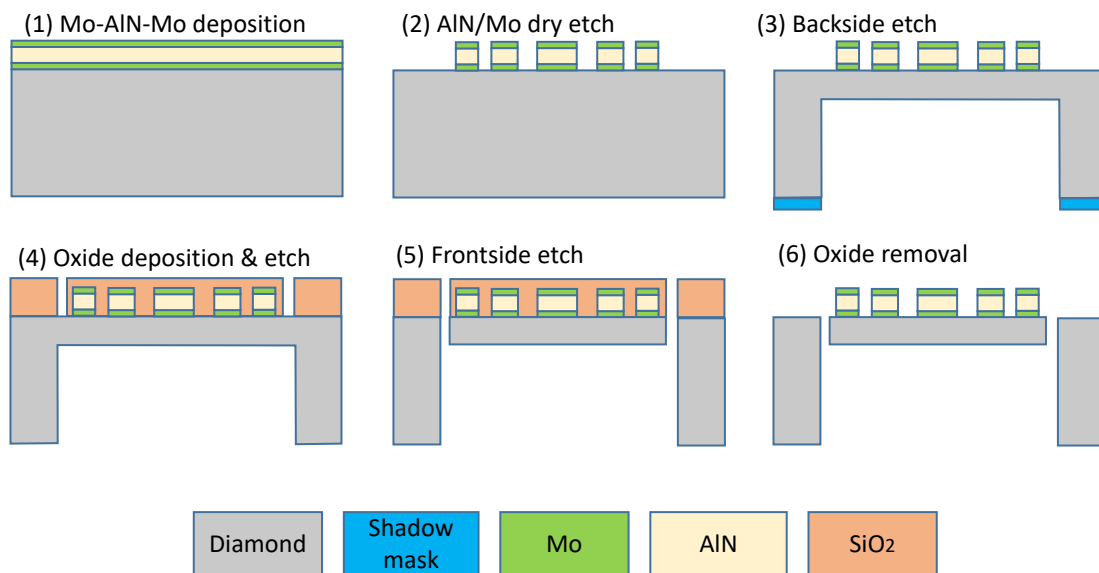 (1) Mo-AlN-Mo deposition
(2) AlN/Mo dry etch
(3) Backside etch
(4) Oxide deposition & etch
(5) Frontside etch
(6) Oxide removal
Diamond
Shadow
mask
Mo
AlN
SiO2